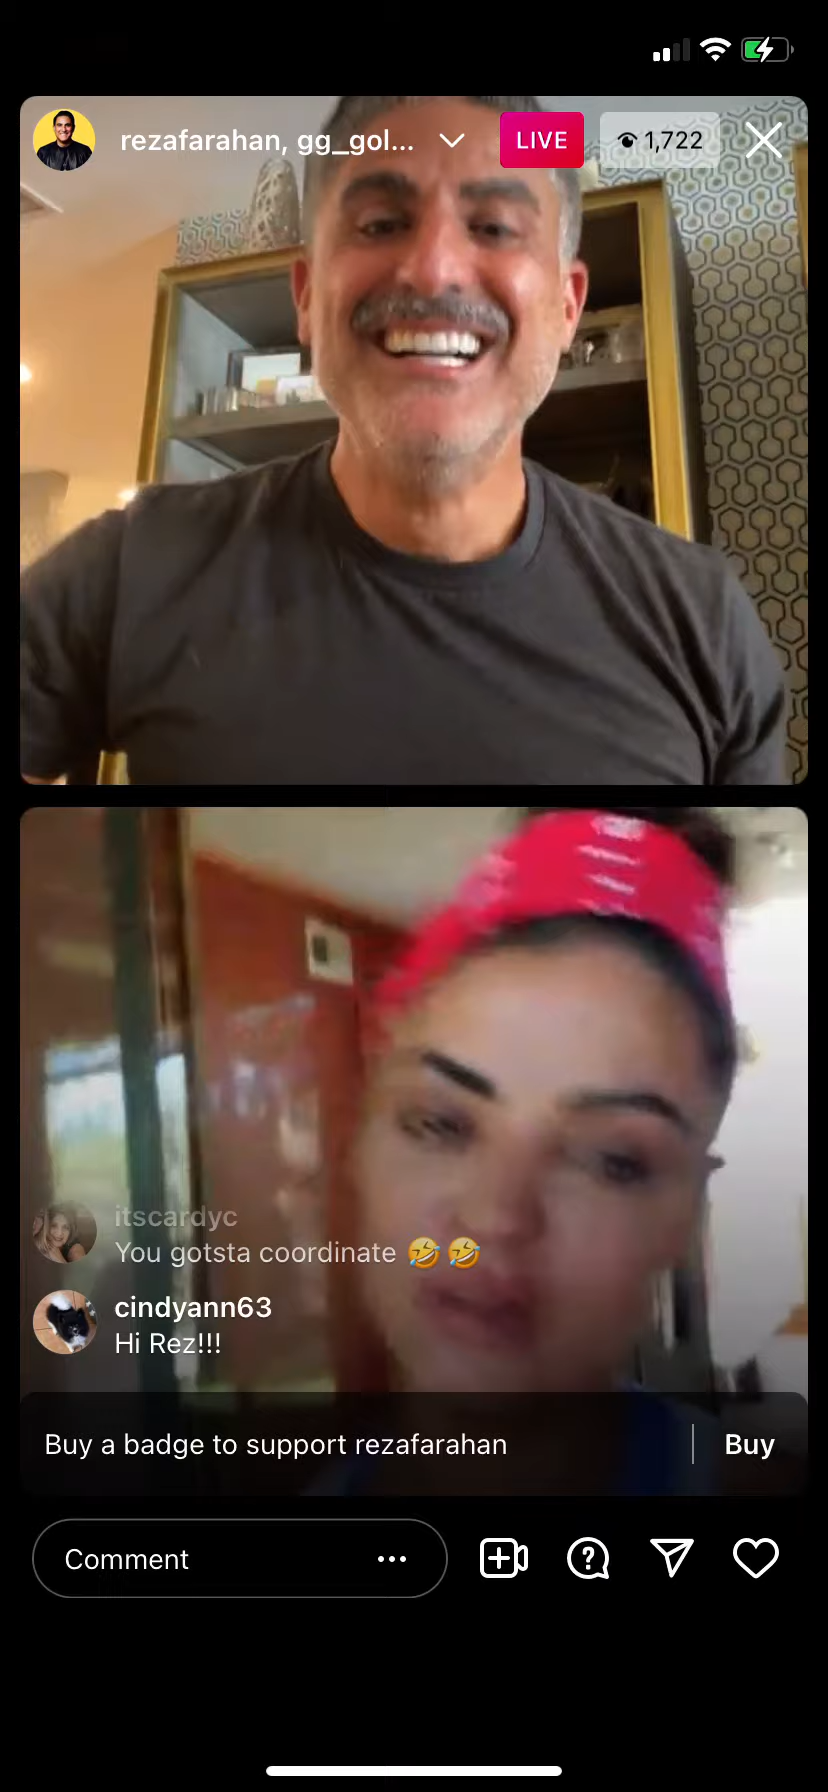 rezafarahan, gg_gol...
LIVE
1,722
itscardyc
You gotsta coordinate 🤣🤣
cindyann63
Hi Rez!!!
Buy a badge to support rezafarahan
Buy
Comment